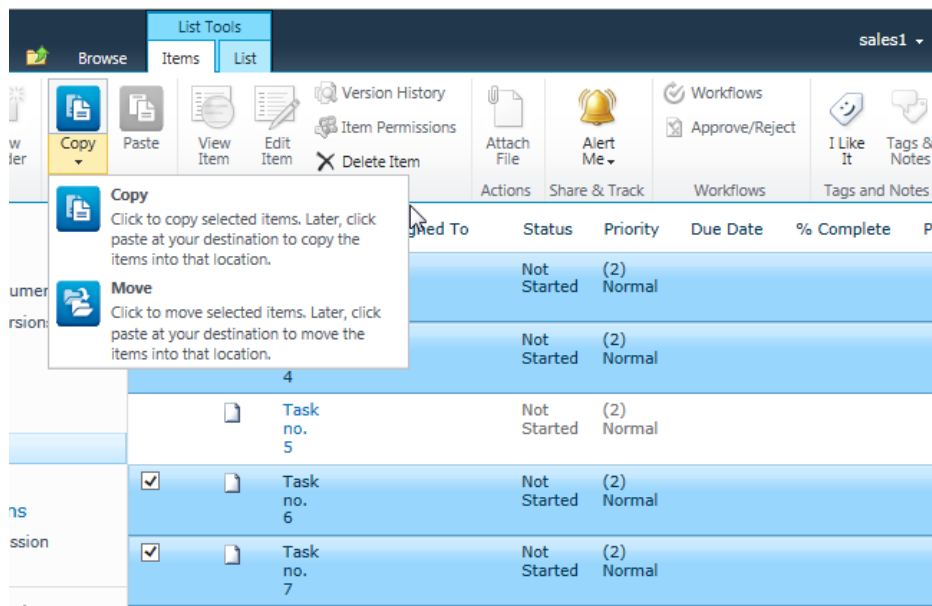 List Tools
sales1
Browse Items List
Version History
Item Permissions
Delete Item
Workflows
Approve/Reject
Copy
Paste
View
Item
Edit
Item
Attach
File
Alert
Me
I Like
It
Tags &
Notes
Actions
Share & Track
Workflows
Tags and Notes
Copy
Click to copy selected items. Later, click
paste at your destination to copy the
items into that location.
Move
Click to move selected items. Later, click
paste at your destination to move the
items into that location.
To Status Priority Due Date % Complete
Not
Started
(2)
Normal
Not
Started
(2)
Normal
4
Task
no.
5
Not
Started
(2)
Normal
Task
no.
6
Not
Started
(2)
Normal
Task
no.
7
Not
Started
(2)
Normal